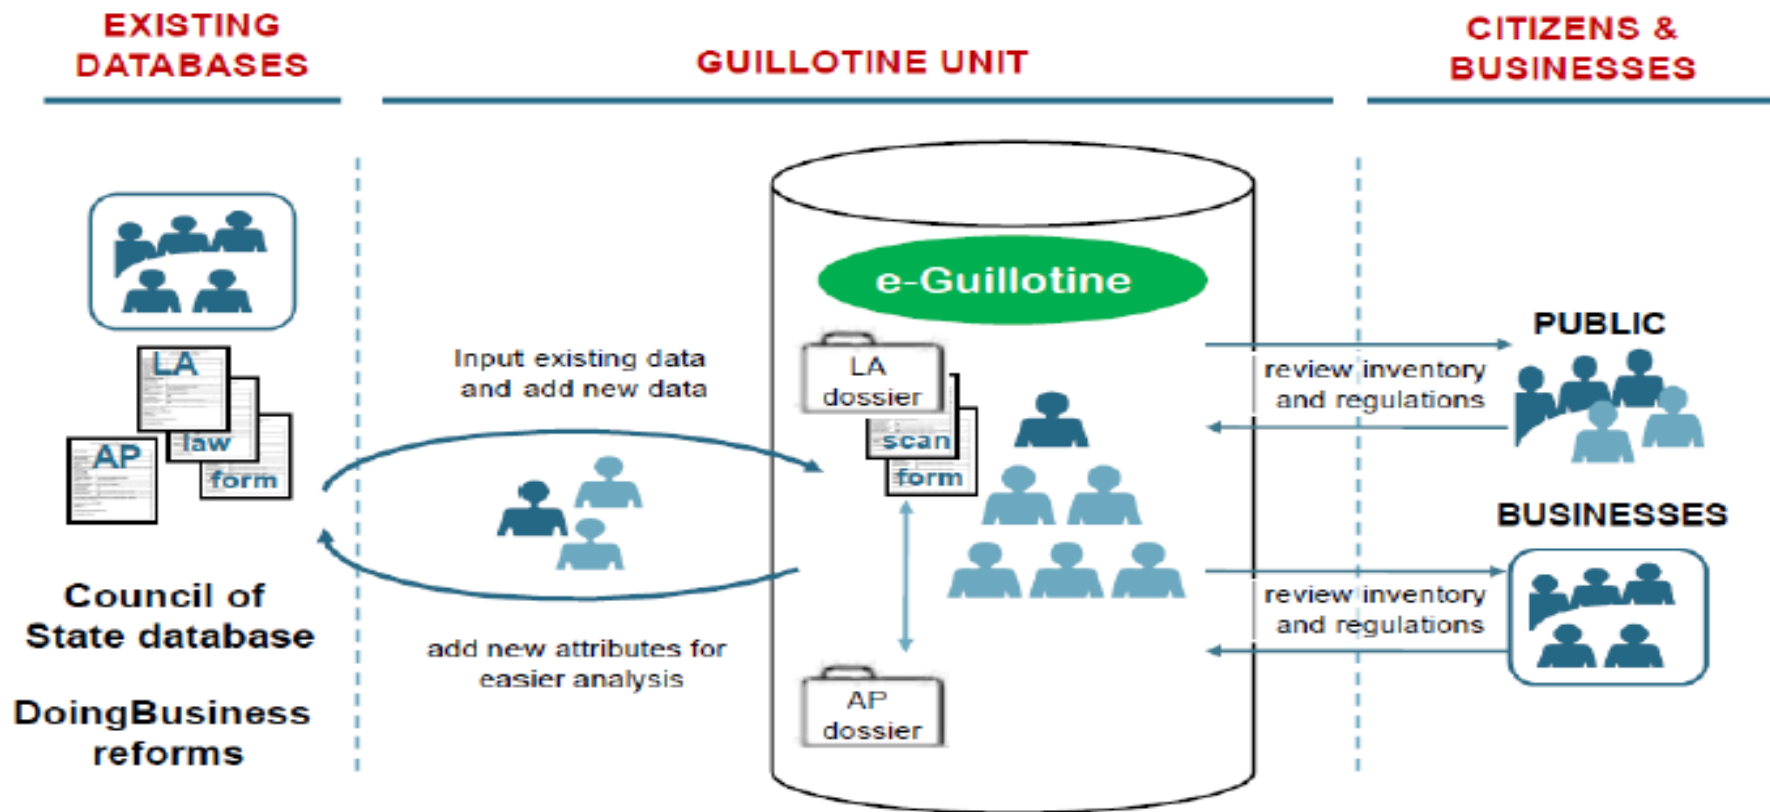 EXISTING
DATABASES
GUILLOTINE UNIT
CITIZENS &
BUSINESSES
LA
law
AP
form
Council of
State database
DoingBusiness
reforms
Input existing data
and add new data
add new attributes for
easier analysis
e-Guillotine
LA
dossier
scan
form
AP
dossier
review inventory
and regulations
review inventory
and regulations
PUBLIC
BUSINESSES